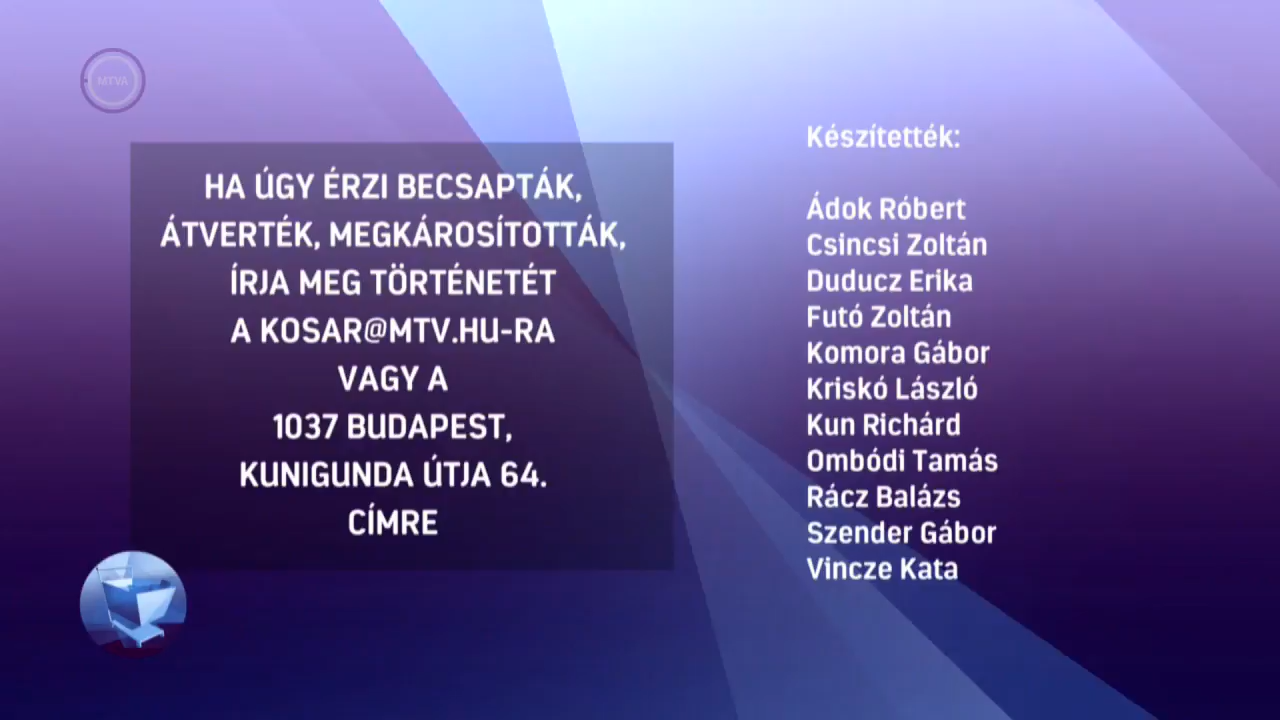 MTVA
HA ÚGY ÉRZI BECSAPTÁK,
ÁTVERTÉK, MEGKÁROSÍTOTTÁK,
ÍRJA MEG TÖRTÉNETÉT
A KOSAR@MTV.HU-RA
VAGY A
1037 BUDAPEST,
KUNIGUNDA ÚTJA 64.
CÍMRE
Készítették:
Ádok Róbert
Csincsi Zoltán
Duducz Erika
Futó Zoltán
Komora Gábor
Kriskó László
Kun Richárd
Ombódi Tamás
Rácz Balázs
Szender Gábor
Vincze Kata